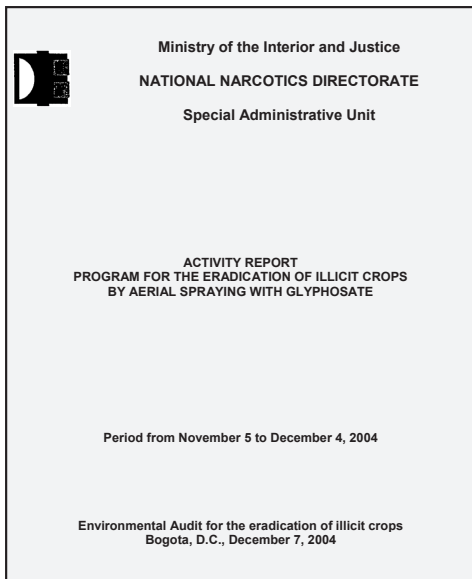 Ministry of the Interior and Justice
NATIONAL NARCOTICS DIRECTORATE
Special Administrative Unit
ACTIVITY REPORT
PROGRAM FOR THE ERADICATION OF ILLICIT CROPS
BY AERIAL SPRAYING WITH GLYPHOSATE
Period from November 5 to December 4, 2004
Environmental Audit for the eradication of illicit crops
Bogota, D.C., December 7, 2004